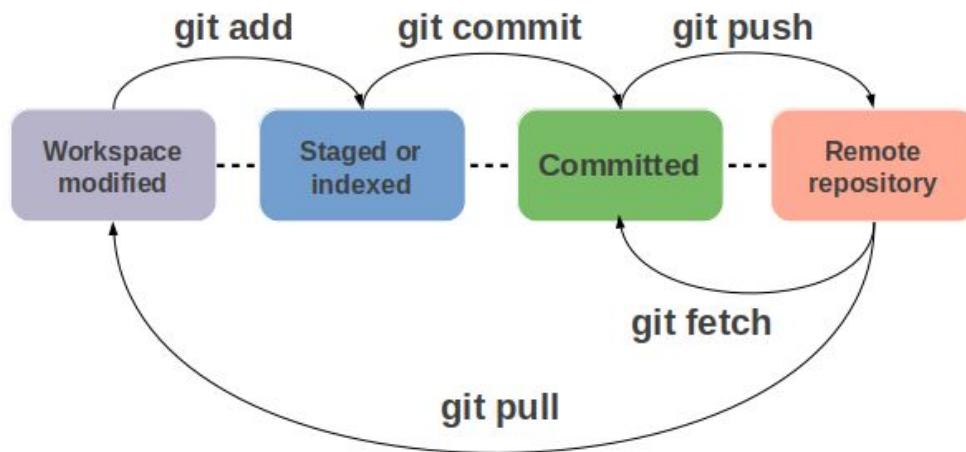 git add
git commit
git push
Workspace
modified
Staged or
indexed
Committed
Remote
repository
git fetch
git pull